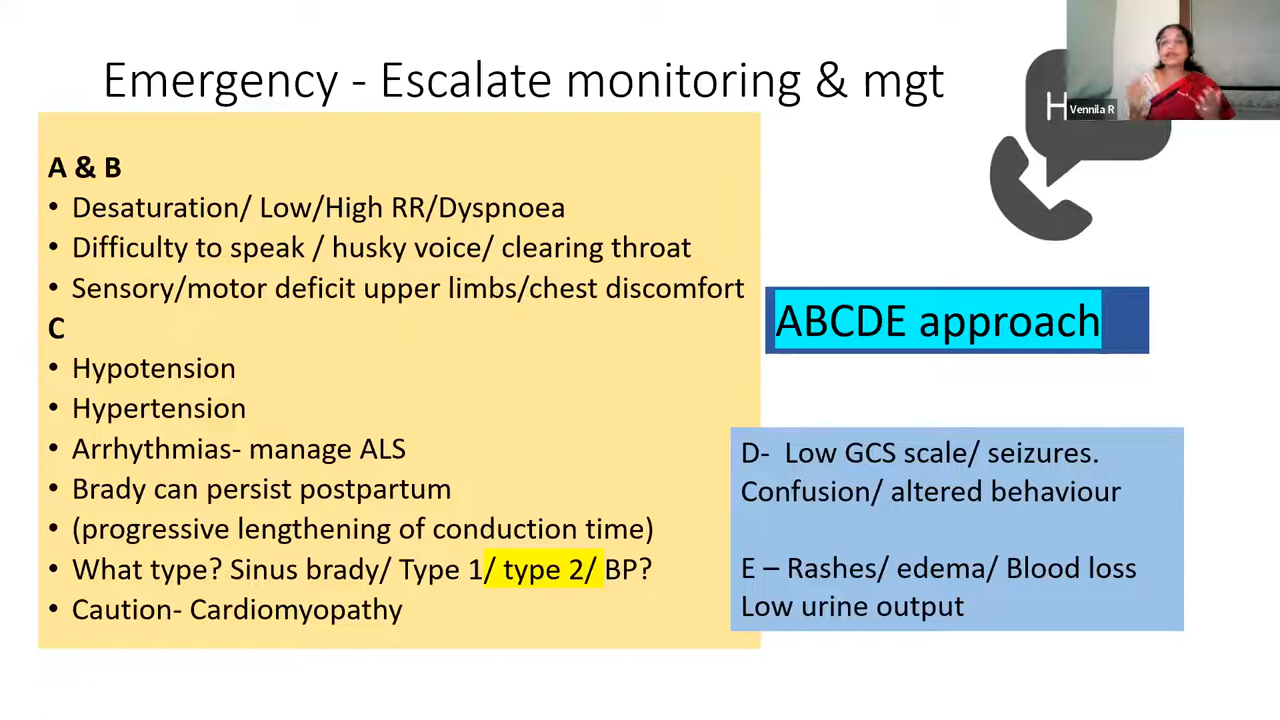 Emergency - Escalate monitoring & mgt
H
Vennila R
A & B
• Desaturation/ Low/High RR/Dyspnoea
• Difficulty to speak / husky voice/ clearing throat
• Sensory/motor deficit upper limbs/chest discomfort
C
• Hypotension
• Hypertension
• Arrhythmias- manage ALS
• Brady can persist postpartum
• (progressive lengthening of conduction time)
• What type? Sinus brady/ Type 1/ type 2/ BP?
• Caution- Cardiomyopathy
ABCDE approach
D- Low GCS scale/ seizures.
Confusion/ altered behaviour
E – Rashes/ edema/ Blood loss
Low urine output